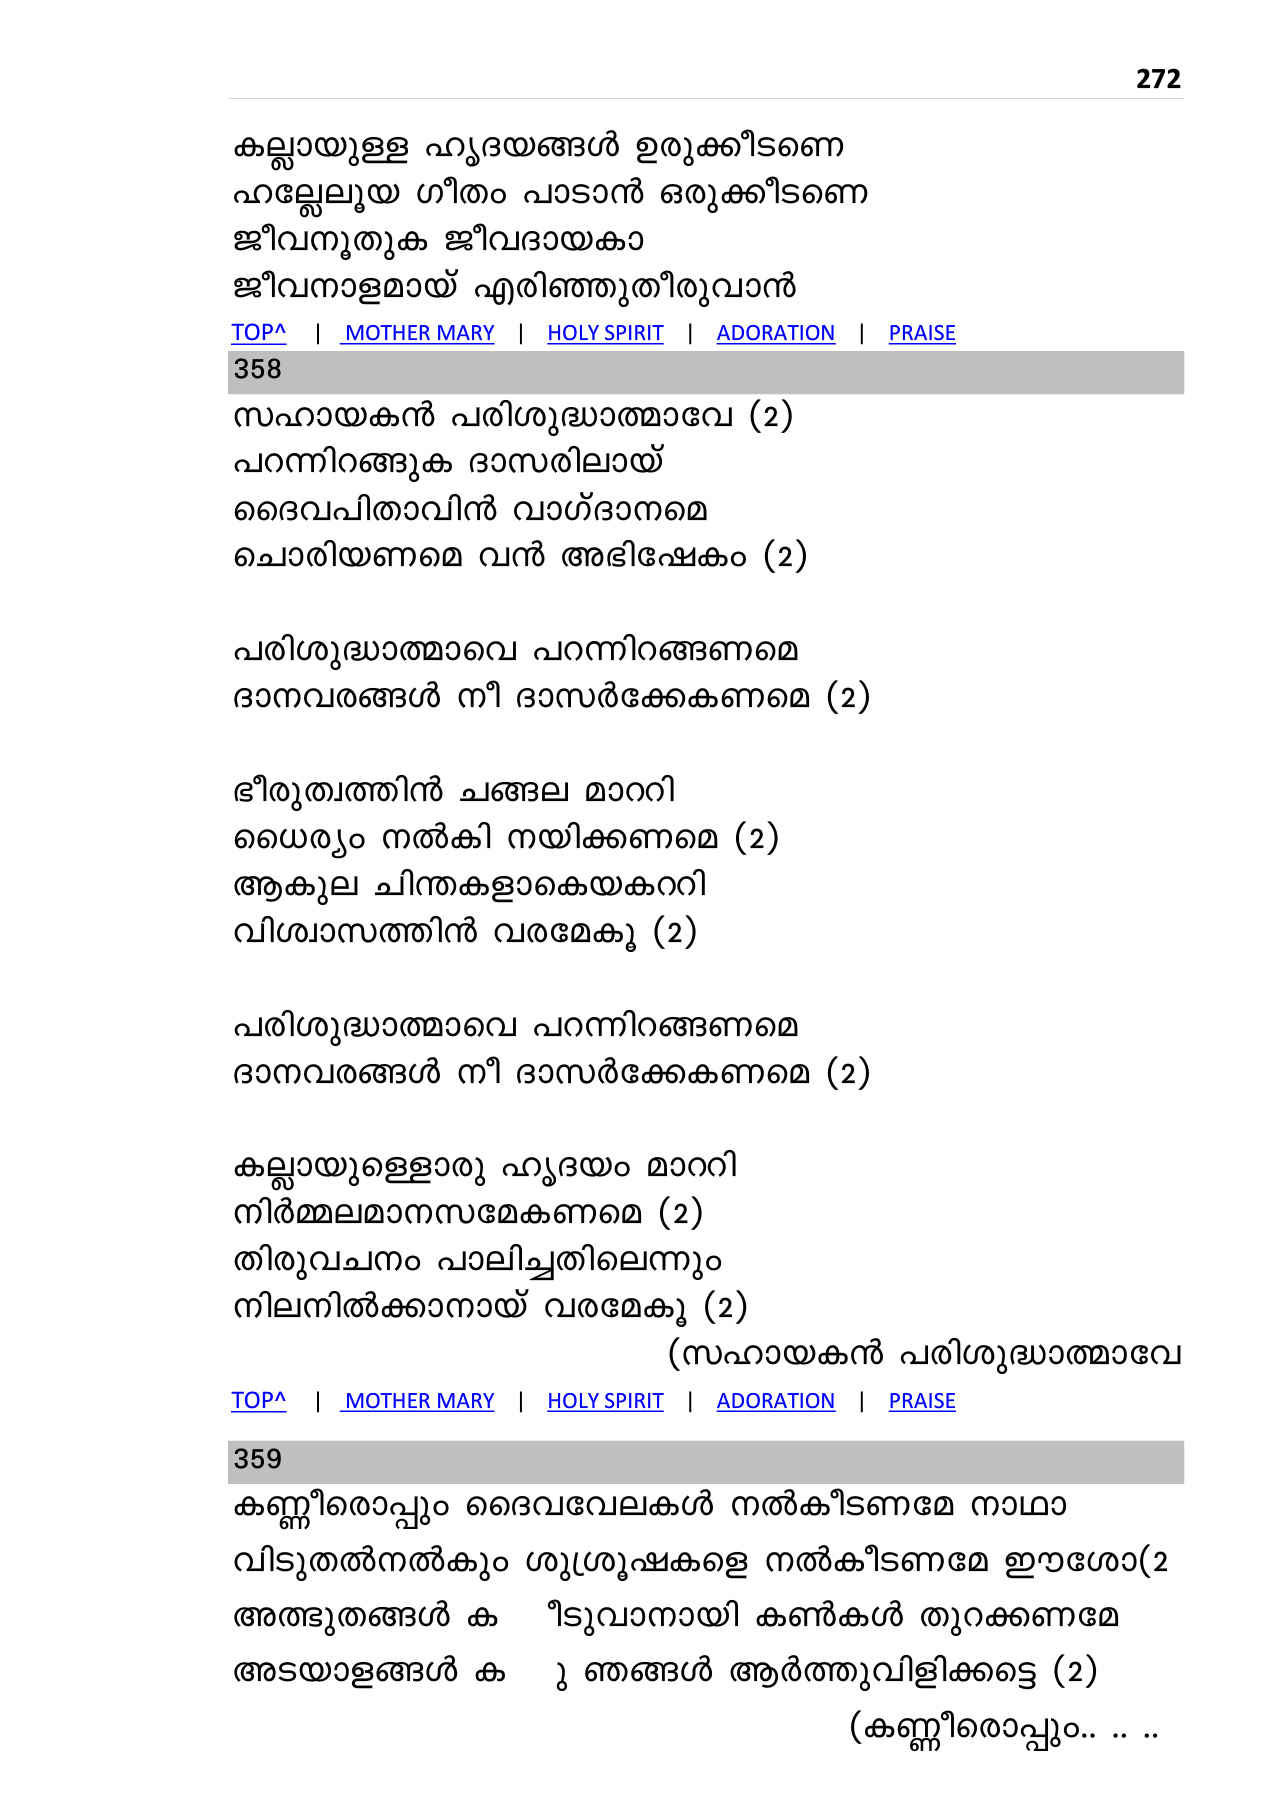 272
കല്ലായുള്ള ഹൃദയങ്ങൾ ഉരുക്കീടണെ
ഹല്ലേലൂയ ഗീതം പാടാൻ ഒരുക്കീടണെ
ജീവനൂതുക ജീവദായകാ
ജീവനാളമായ് എരിഞ്ഞുതീരുവാൻ
TOP^ | MOTHER MARY | HOLY SPIRIT | ADORATION | PRAISE
358
സഹായകൻ പരിശുദ്ധാത്മാവേ (2)
പറന്നിറങ്ങുക ദാസരിലായ്
ദൈവപിതാവിൻ വാഗ്ദാനമെ
ചൊരിയണമെ വൻ അഭിഷേകം (2)
പരിശുദ്ധാത്മാവെ പറന്നിറങ്ങണമെ
ദാനവരങ്ങൾ നീ ദാസർക്കേകണമെ (2)
ഭീരുത്വത്തിൻ ചങ്ങല മാററി
ധൈര്യം നൽകി നയിക്കണമെ (2)
ആകുല ചിന്തകളാകെയകററി
വിശ്വാസത്തിൻ വരമേകൂ (2)
പരിശുദ്ധാത്മാവെ പറന്നിറങ്ങണമെ
ദാനവരങ്ങൾ നീ ദാസർക്കേകണമെ (2)
കല്ലായുള്ളൊരു ഹൃദയം മാററി
നിർമ്മലമാനസമേകണമെ (2)
തിരുവചനം പാലിച്ചതിലെന്നും
നിലനിൽക്കാനായ് വരമേകൂ (2)
(സഹായകൻ പരിശുദ്ധാത്മാവേ
TOP^ | MOTHER MARY | HOLY SPIRIT | ADORATION | PRAISE
359
കണ്ണീരൊപ്പും ദൈവവേലകൾ നൽകീടണമേ നാഥാ
വിടുതൽനൽകും ശുശ്രൂഷകളെ നൽകീടണമേ ഈശോ(2
അത്ഭുതങ്ങൾ ക ീടുവാനായി കൺകൾ തുറക്കണമേ
അടയാളങ്ങൾ ക ു ഞങ്ങൾ ആർത്തുവിളിക്കട്ടെ (2)
(കണ്ണീരൊപ്പും.. .. ..